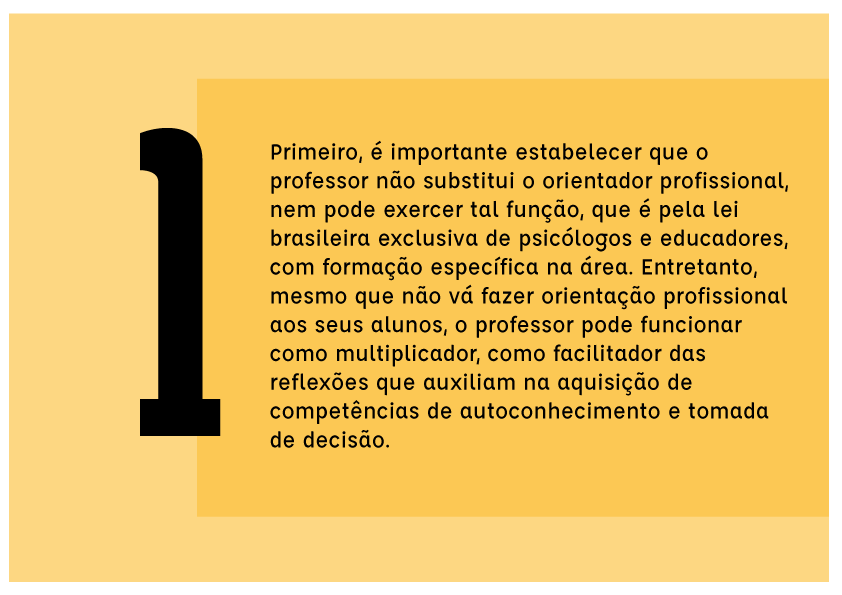 1
Primeiro, é importante estabelecer que o
professor não substitui o orientador profissional,
nem pode exercer tal função, que é pela lei
brasileira exclusiva de psicólogos e educadores,
com formação específica na área. Entretanto,
mesmo que não vá fazer orientação profissional
aos seus alunos, o professor pode funcionar
como multiplicador, como facilitador das
reflexões que auxiliam na aquisição de
competências de autoconhecimento e tomada
de decisão.